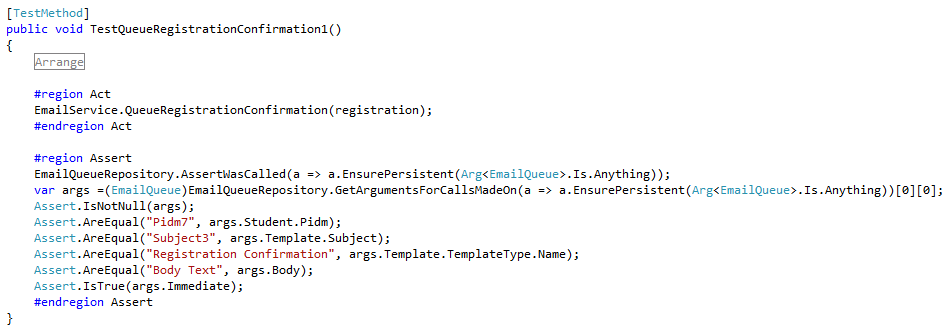 [TestMethod]
public void TestQueueRegistrationConfirmation1()
{
    Arrange

    #region Act
    EmailService.QueueRegistrationConfirmation(registration);
    #endregion Act

    #region Assert
    EmailQueueRepository.AssertWasCalled(a => a.EnsurePersistent(Arg<EmailQueue>.Is.Anything));
    var args =(EmailQueue)EmailQueueRepository.GetArgumentsForCallsMadeOn(a => a.EnsurePersistent(Arg<EmailQueue>.Is.Anything))[0][0];
    Assert.IsNotNull(args);
    Assert.AreEqual("Pidm7", args.Student.Pidm);
    Assert.AreEqual("Subject3", args.Template.Subject);
    Assert.AreEqual("Registration Confirmation", args.Template.TemplateType.Name);
    Assert.AreEqual("Body Text", args.Body);
    Assert.IsTrue(args.Immediate);
    #endregion Assert
}